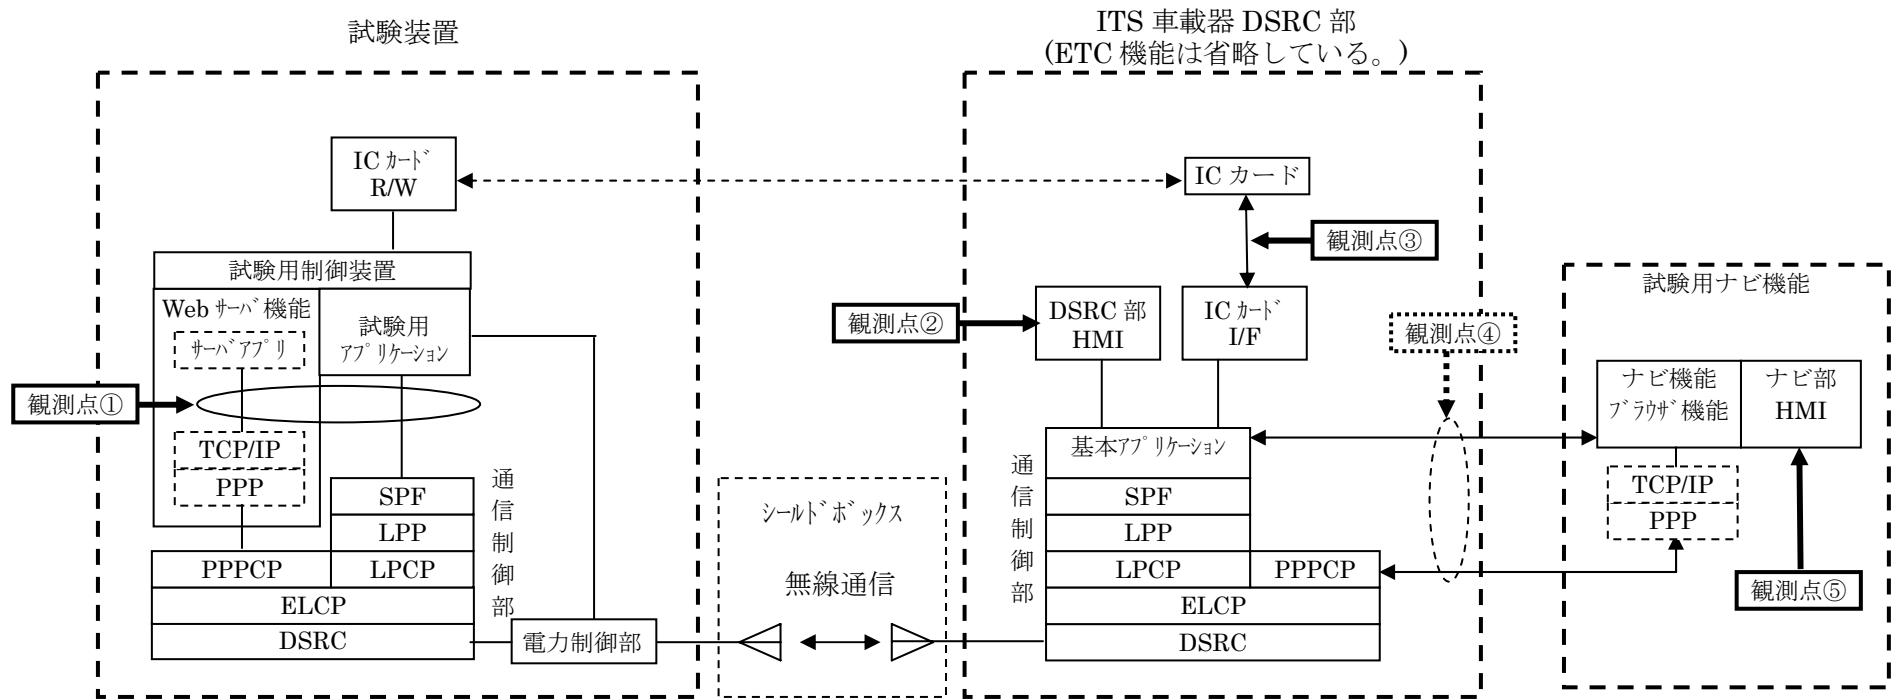 試験装置
ITS 車載器 DSRC 部
(ETC 機能は省略している。)
IC ｶｰﾄﾞ
R/W
IC カード
観測点③
試験用制御装置
Web ｻｰﾊﾞ機能
ｻｰﾊﾞｱﾌﾟﾘ
試験用
ｱﾌﾟﾘｹｰｼｮﾝ
観測点①
TCP/IP
PPP
SPF
LPP
PPPCP
LPCP
ELCP
DSRC
通信制御部
電力制御部
ｼｰﾙﾄﾞﾎﾞｯｸｽ
無線通信
観測点②
DSRC 部
HMI
IC ｶｰﾄﾞ
I/F
観測点④
通信制御部
基本ｱﾌﾟﾘｹｰｼｮﾝ
SPF
LPP
LPCP
PPPCP
ELCP
DSRC
試験用ナビ機能
ナビ機能
ﾌﾞﾗｳｻﾞ機能
ナビ部
HMI
TCP/IP
PPP
観測点⑤